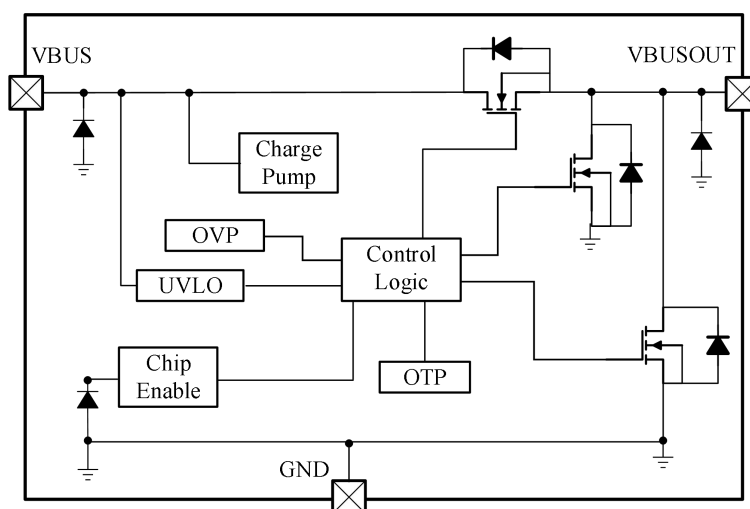 VBUS
VBUSOUT
Charge
Pump
OVP
Control
Logic
UVLO
Chip
Enable
OTP
GND